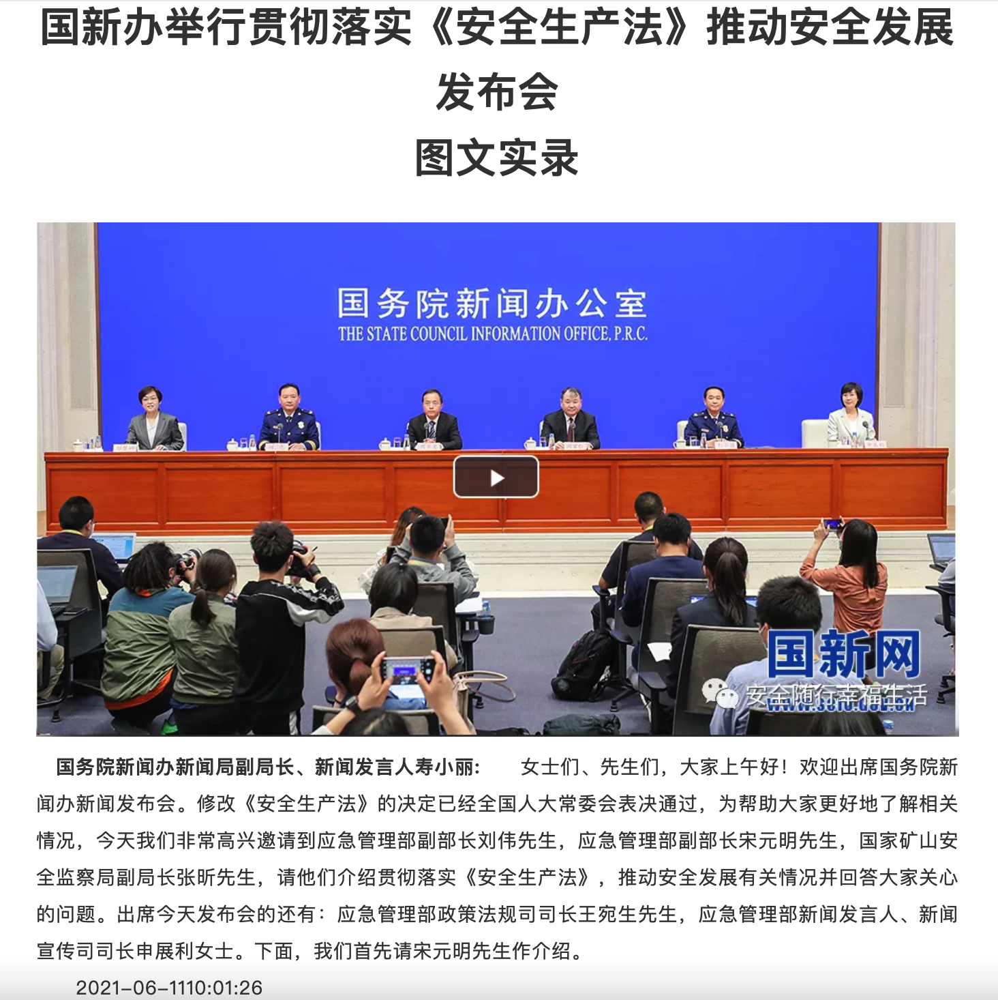 国新办举行贯彻落实《安全生产法》推动安全发展
发布会
图文实录
国务院新闻办公室
THE STATE COUNCIL INFORMATION OFFICE, P.R.C.
国新网
安全随行幸福生活
国务院新闻办新闻局副局长、新闻发言人寿小丽: 女士们、先生们，大家上午好！欢迎出席国务院新
闻办新闻发布会。修改《安全生产法》的决定已经全国人大常委会表决通过，为帮助大家更好地了解相关
情况，今天我们非常高兴邀请到应急管理部副部长刘伟先生，应急管理部副部长宋元明先生，国家矿山安
全监察局副局长张昕先生，请他们介绍贯彻落实《安全生产法》，推动安全发展有关情况并回答大家关心
的问题。出席今天发布会的还有：应急管理部政策法规司司长王宛生先生，应急管理部新闻发言人、新闻
宣传司司长申展利女士。下面，我们首先请宋元明先生作介绍。
2021-06-1110:01:26